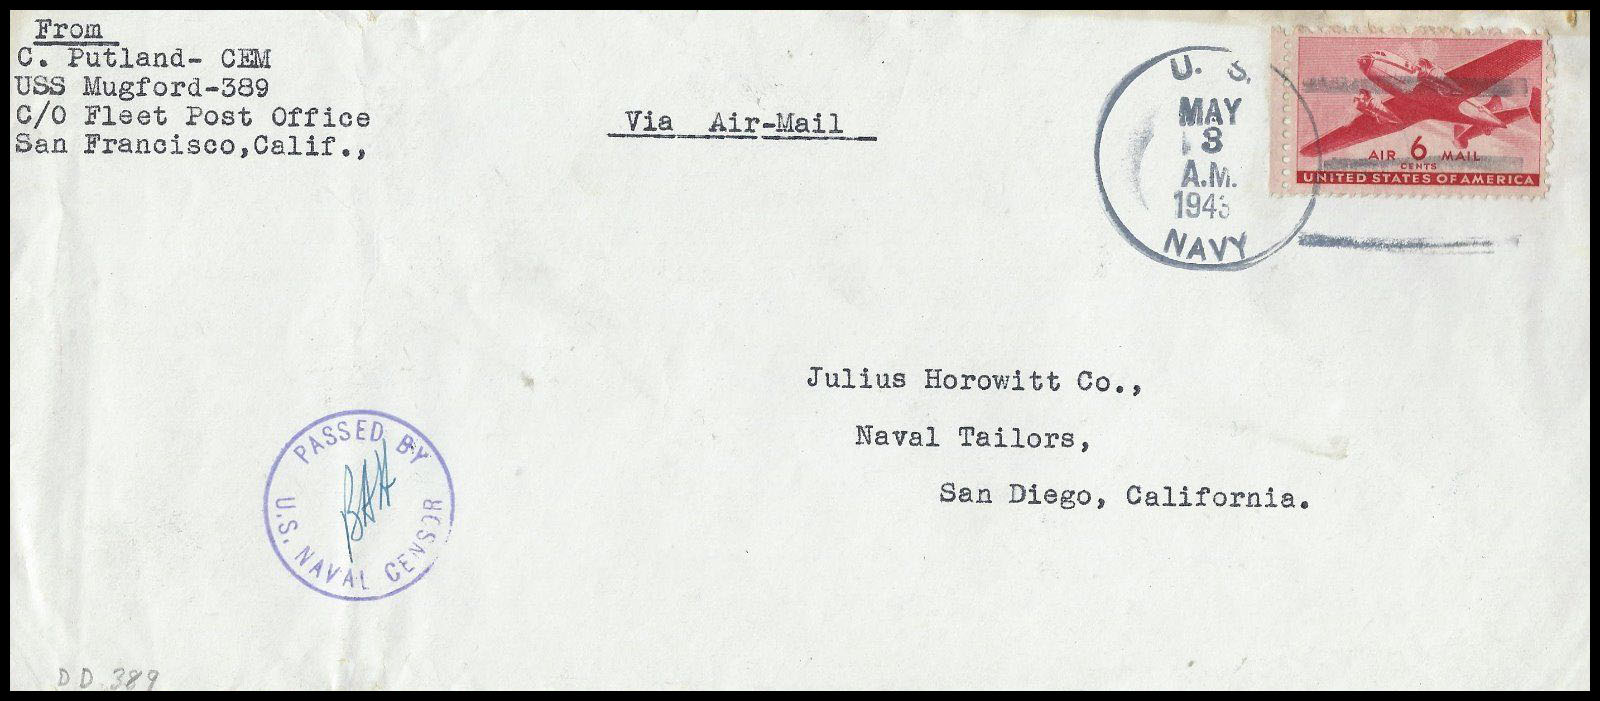 From
C. Putland- CEM
USS Mugford-389
C/O Fleet Post Office
San Francisco,Calif.,
Via Air-Mail
U. S.
MAY
3
A.M.
1943
NAVY
AIR 6 MAIL
CENTS
UNITED STATES OF AMERICA
Julius Horowitt Co.,
Naval Tailors,
San Diego, California.
PASSED BY
BAH
U.S. NAVAL CENSOR
DD 389